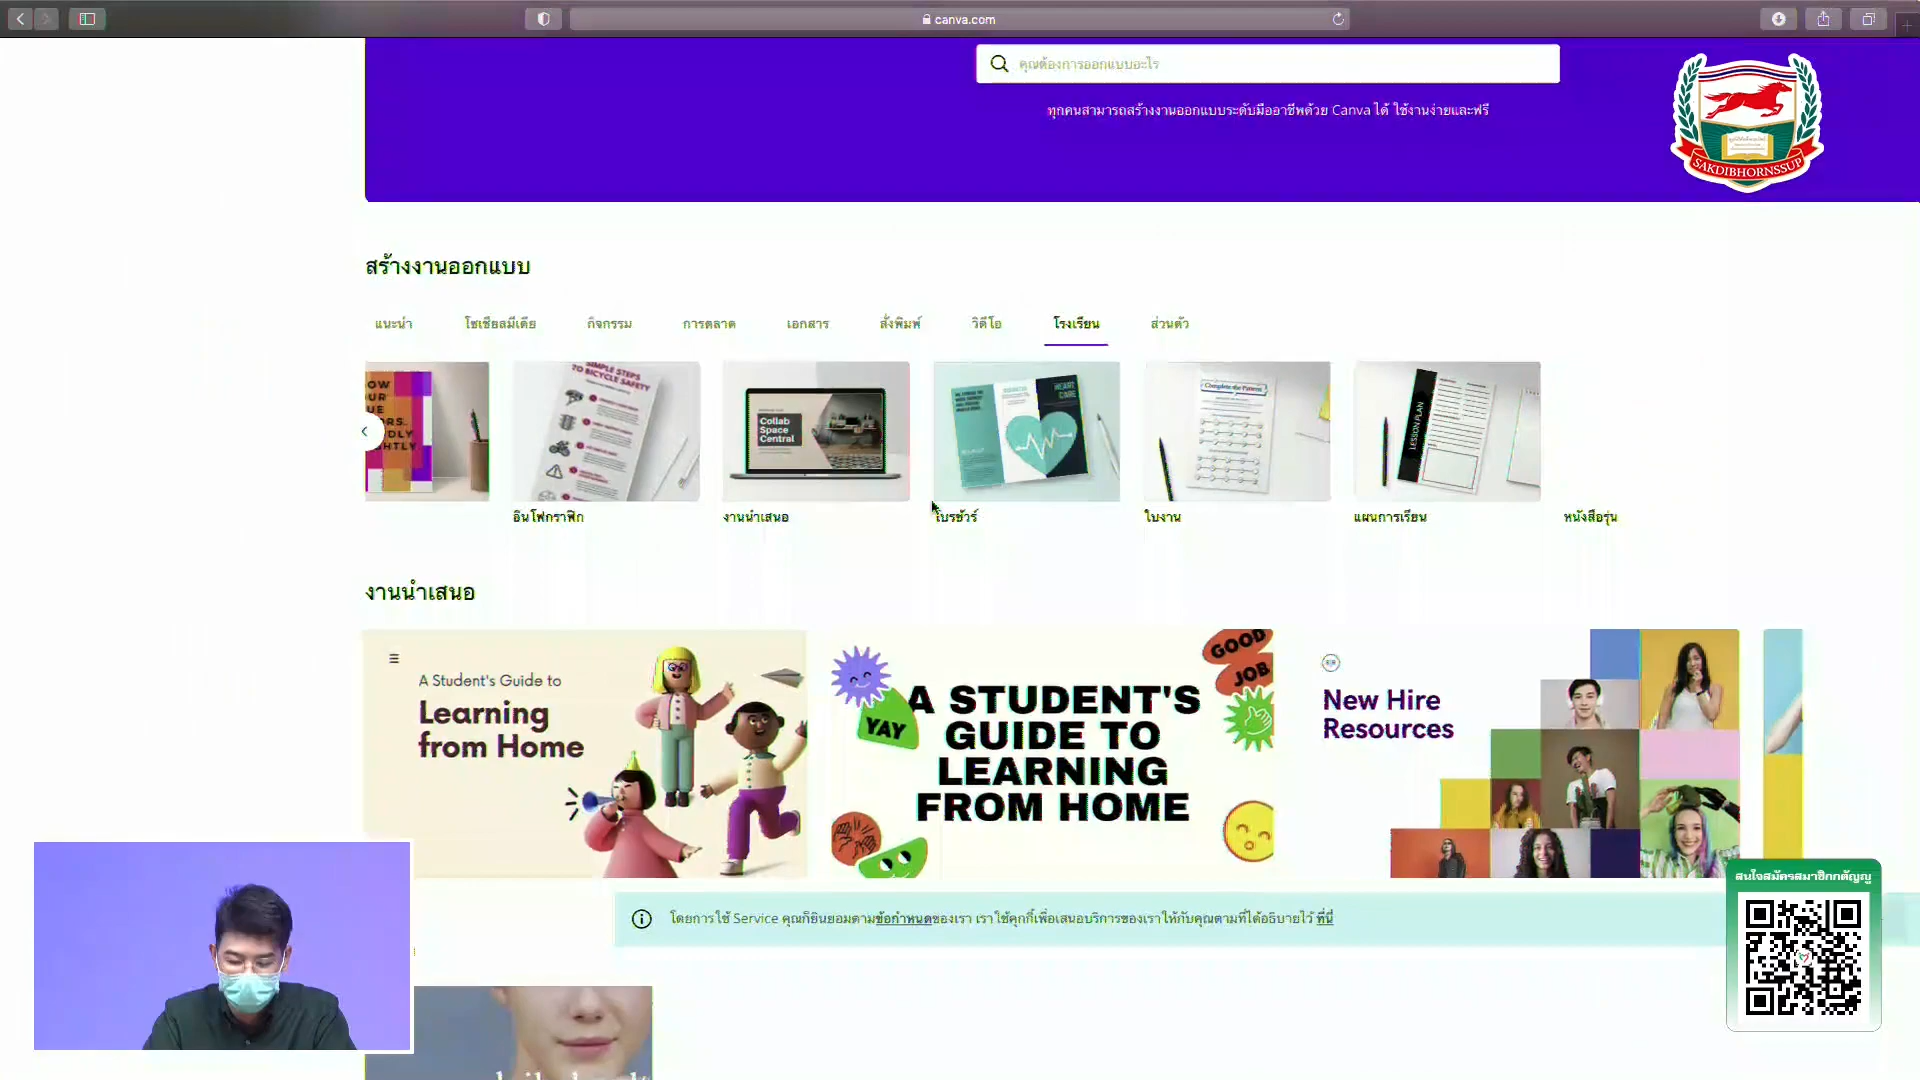 canva.com
คุณต้องการออกแบบอะไร
ทุกคนสามารถสร้างงานออกแบบระดับมืออาชีพด้วย Canva ได้ ใช้งานง่ายและฟรี
SAKDIBHORNSSUP
สร้างงานออกแบบ
แนะนำ
โซเชียลมีเดีย
กิจกรรม
การตลาด
เอกสาร
สั่งพิมพ์
วิดีโอ
โรงเรียน
ส่วนตัว
SIMPLE STEPS
TO BICYCLE SAFETY
Collab
Space
Central
HEART
CARE
Complete the Pattern
LESSON PLAN
อินโฟกราฟิก
งานนำเสนอ
โบรชัวร์
ใบงาน
แผนการเรียน
หนังสือรุ่น
งานนำเสนอ
A Student's Guide to
Learning
from Home
YAY
A STUDENT'S
GUIDE TO
LEARNING
FROM HOME
GOOD
JOB
New Hire
Resources
โดยการใช้ Service คุณก็ยินยอมตามข้อกำหนดของเรา เราใช้คุกกี้เพื่อเสนอบริการของเราให้กับคุณตามที่ได้อธิบายไว้ ที่นี่
สนใจสมัครสมาชิกกตัญญู